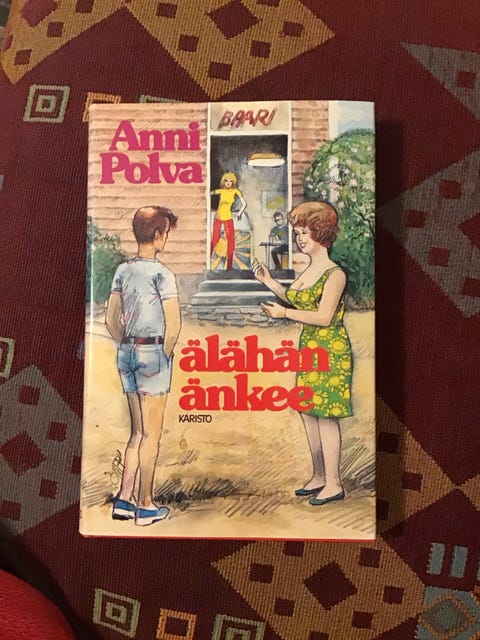 Anni
Polva
BAARI
älähän
änkee
KARISTO